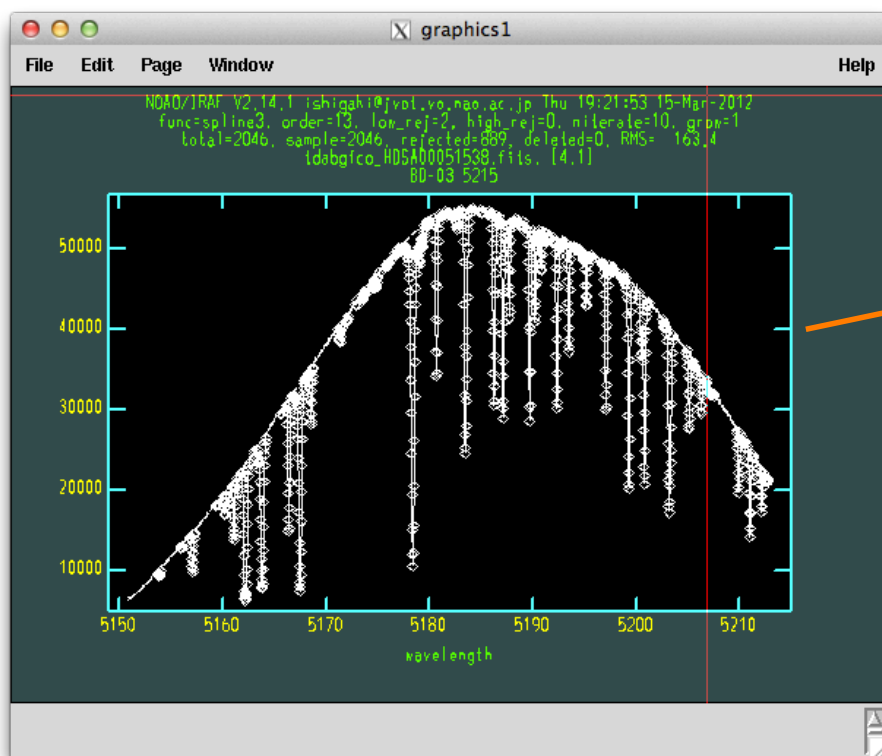 graphics1
File Edit Page Window Help
NOAO/IRAF V2.14.1 ishigaki@jvot.vo.nao.ac.jp Thu 19:21:53 15-Mar-2012
func=spline3, order=13, low_rej=2, high_rej=0, niterate=10, grow=1
total=2046, sample=2046, rejected=889, deleted=0, RMS= 163.4
tdabgfco_HDSA00051538.fits, [4,1]
BD-03 5215
50000
40000
30000
20000
10000
5150 5160 5170 5180 5190 5200 5210
wavelength